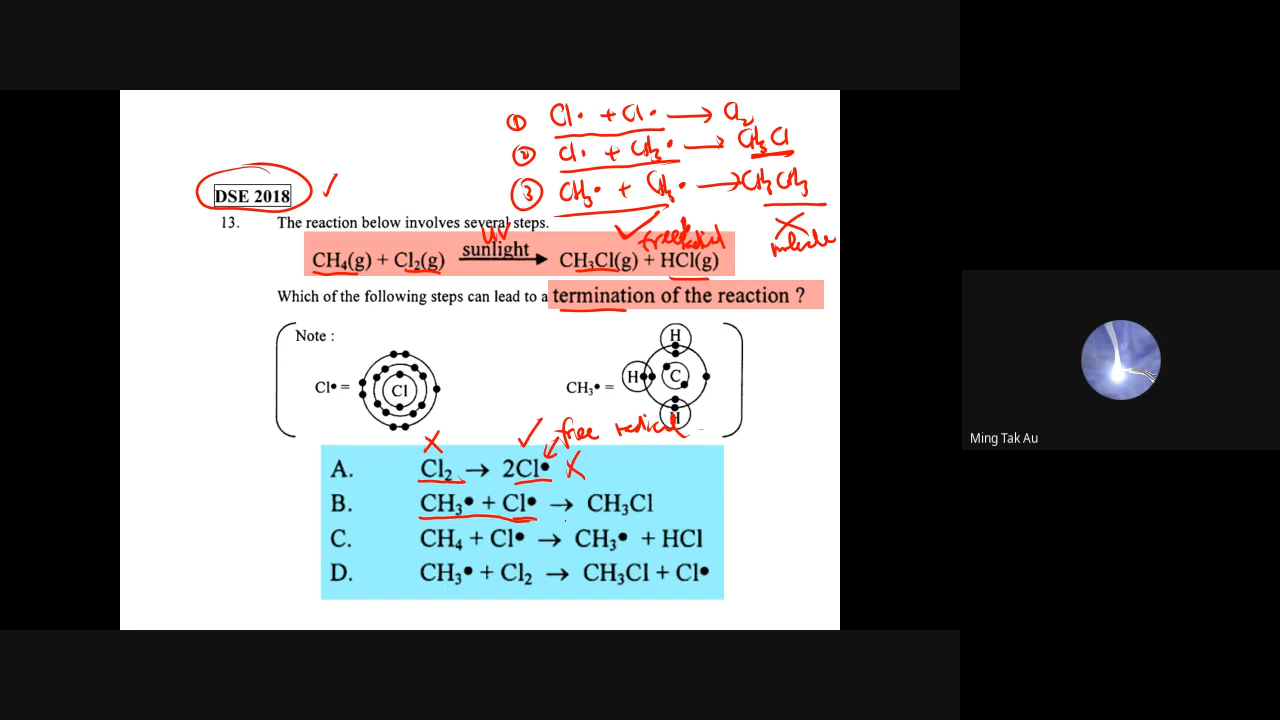 ① Cl• + Cl• ⟶ Cl₂
② Cl• + CH₃• ⟶ CH₃Cl
③ CH₃• + CH₃• ⟶ CH₃CH₃
DSE 2018 ✓
13. The reaction below involves several steps.
✓ free radical
✗ molecule
UV
sunlight
CH₄(g) + Cl₂(g) ⟶ CH₃Cl(g) + HCl(g)
Which of the following steps can lead to a termination of the reaction ?
Note :
Cl• = Cl
CH₃• = H H C H
✗ ✓ free radical
A. Cl₂ → 2Cl• ✗
B. CH₃• + Cl• → CH₃Cl
C. CH₄ + Cl• → CH₃• + HCl
D. CH₃• + Cl₂ → CH₃Cl + Cl•
Ming Tak Au